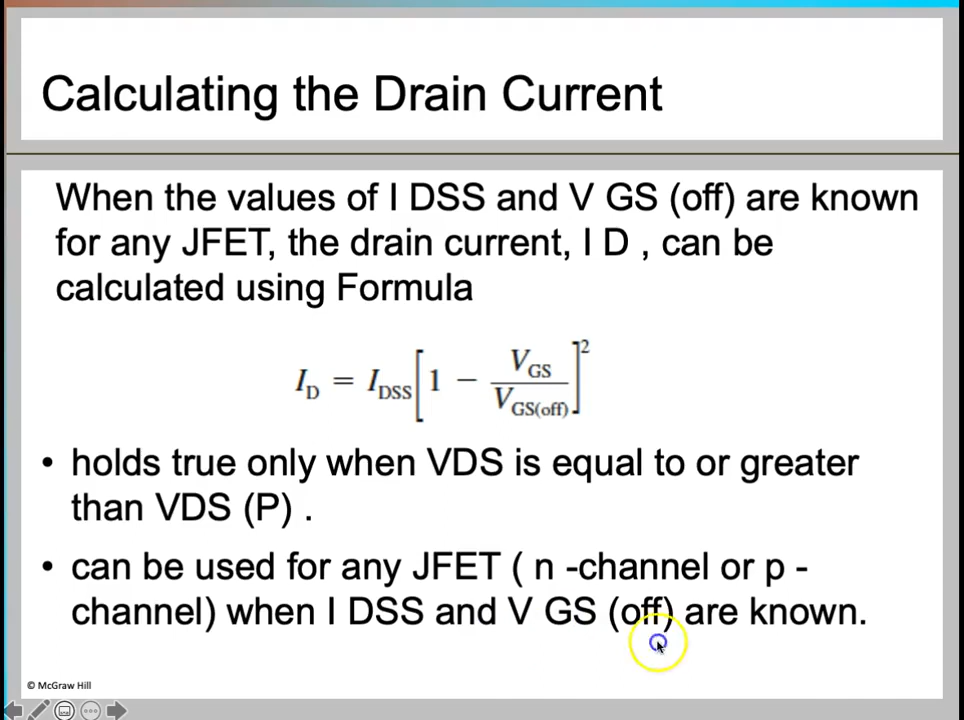 Calculating the Drain Current
When the values of I DSS and V GS (off) are known
for any JFET, the drain current, I D , can be
calculated using Formula
I_D = I_DSS [1 − V_GS / V_GS(off)]²
• holds true only when VDS is equal to or greater
than VDS (P) .
• can be used for any JFET ( n -channel or p -
channel) when I DSS and V GS (off) are known.
© McGraw Hill